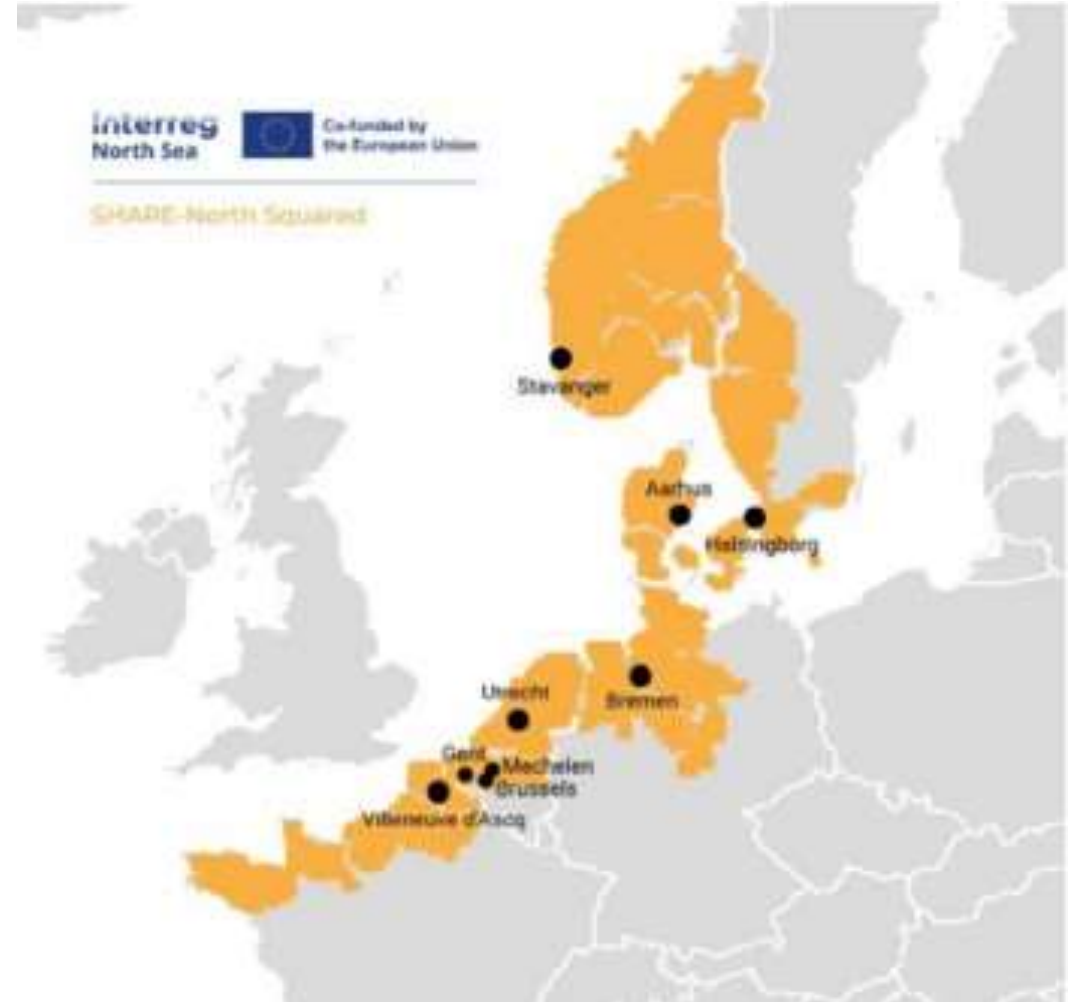 Interreg
North Sea
Co-funded by
the European Union
SHARE-North Squared
Stavanger
Aarhus
Helsingborg
Utrecht
Bremen
Gent
Mechelen
Brussels
Villeneuve d'Ascq